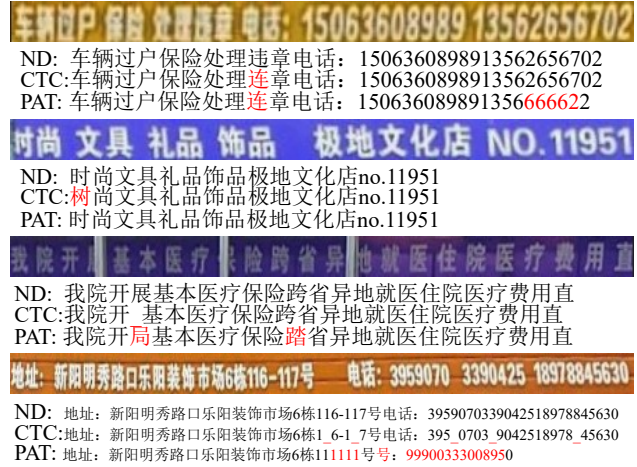 车辆过户 保险 处理违章 电话：15063608989 13562656702
ND: 车辆过户保险处理违章电话：1506360898913562656702
CTC:车辆过户保险处理连章电话：1506360898913562656702
PAT: 车辆过户保险处理连章电话：150636089891356666622
时尚 文具 礼品 饰品 极地文化店 NO.11951
ND: 时尚文具礼品饰品极地文化店no.11951
CTC:树尚文具礼品饰品极地文化店no.11951
PAT: 时尚文具礼品饰品极地文化店no.11951
我院开 基本医疗 险跨省异地就医住院医疗费用直
ND: 我院开展基本医疗保险跨省异地就医住院医疗费用直
CTC:我院开_基本医疗保险跨省异地就医住院医疗费用直
PAT: 我院开局基本医疗保险踏省异地就医住院医疗费用直
地址：新阳明秀路口乐阳装饰市场6栋116-117号 电话：3959070 3390425 18978845630
ND: 地址：新阳明秀路口乐阳装饰市场6栋116-117号电话：3959070339042518978845630
CTC:地址：新阳明秀路口乐阳装饰市场6栋1_6-1_7号电话：395_0703_9042518978_45630
PAT: 地址：新阳明秀路口乐阳装饰市场6栋111111号号：99900333008950